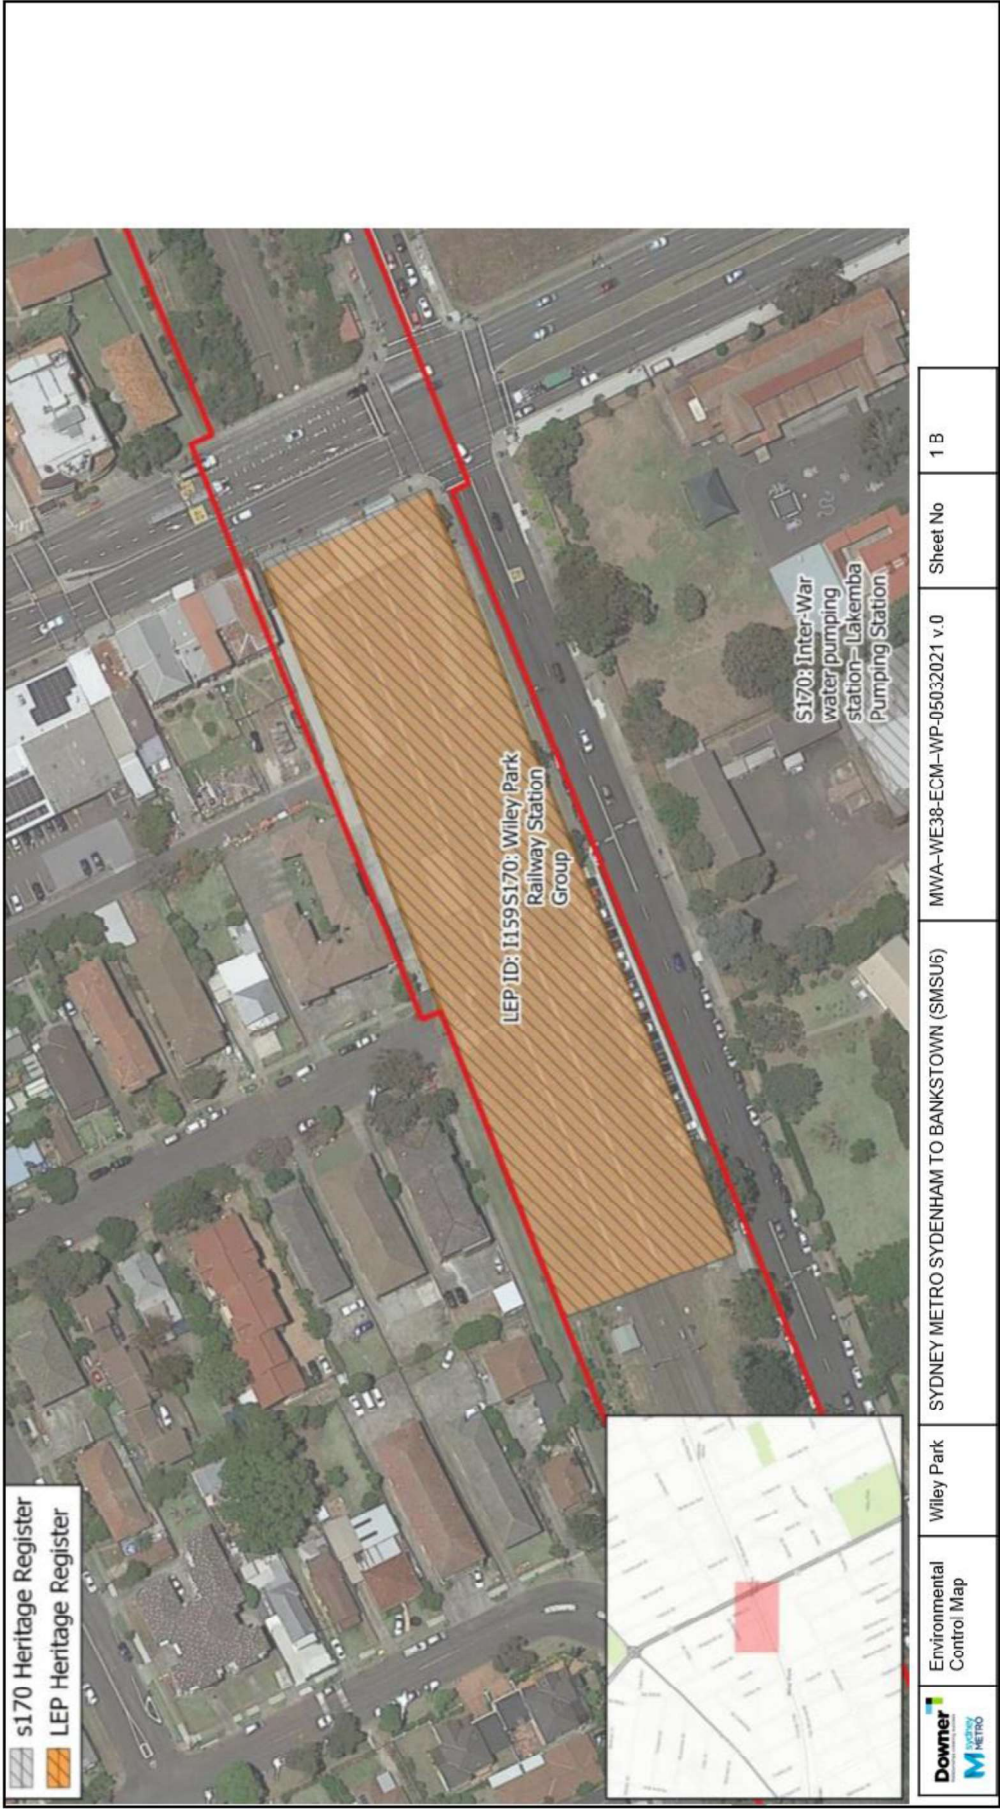 s170 Heritage Register
LEP Heritage Register
LEP ID: I159S170: Wiley Park
Railway Station
Group
S170: Inter-War
water pumping
station– Lakemba
Pumping Station
Downer
sydney
METRO
Environmental
Control Map
Wiley Park
SYDNEY METRO SYDENHAM TO BANKSTOWN (SMSU6)
MWA–WE38-ECM–WP-05032021 v.0
Sheet No
1 B